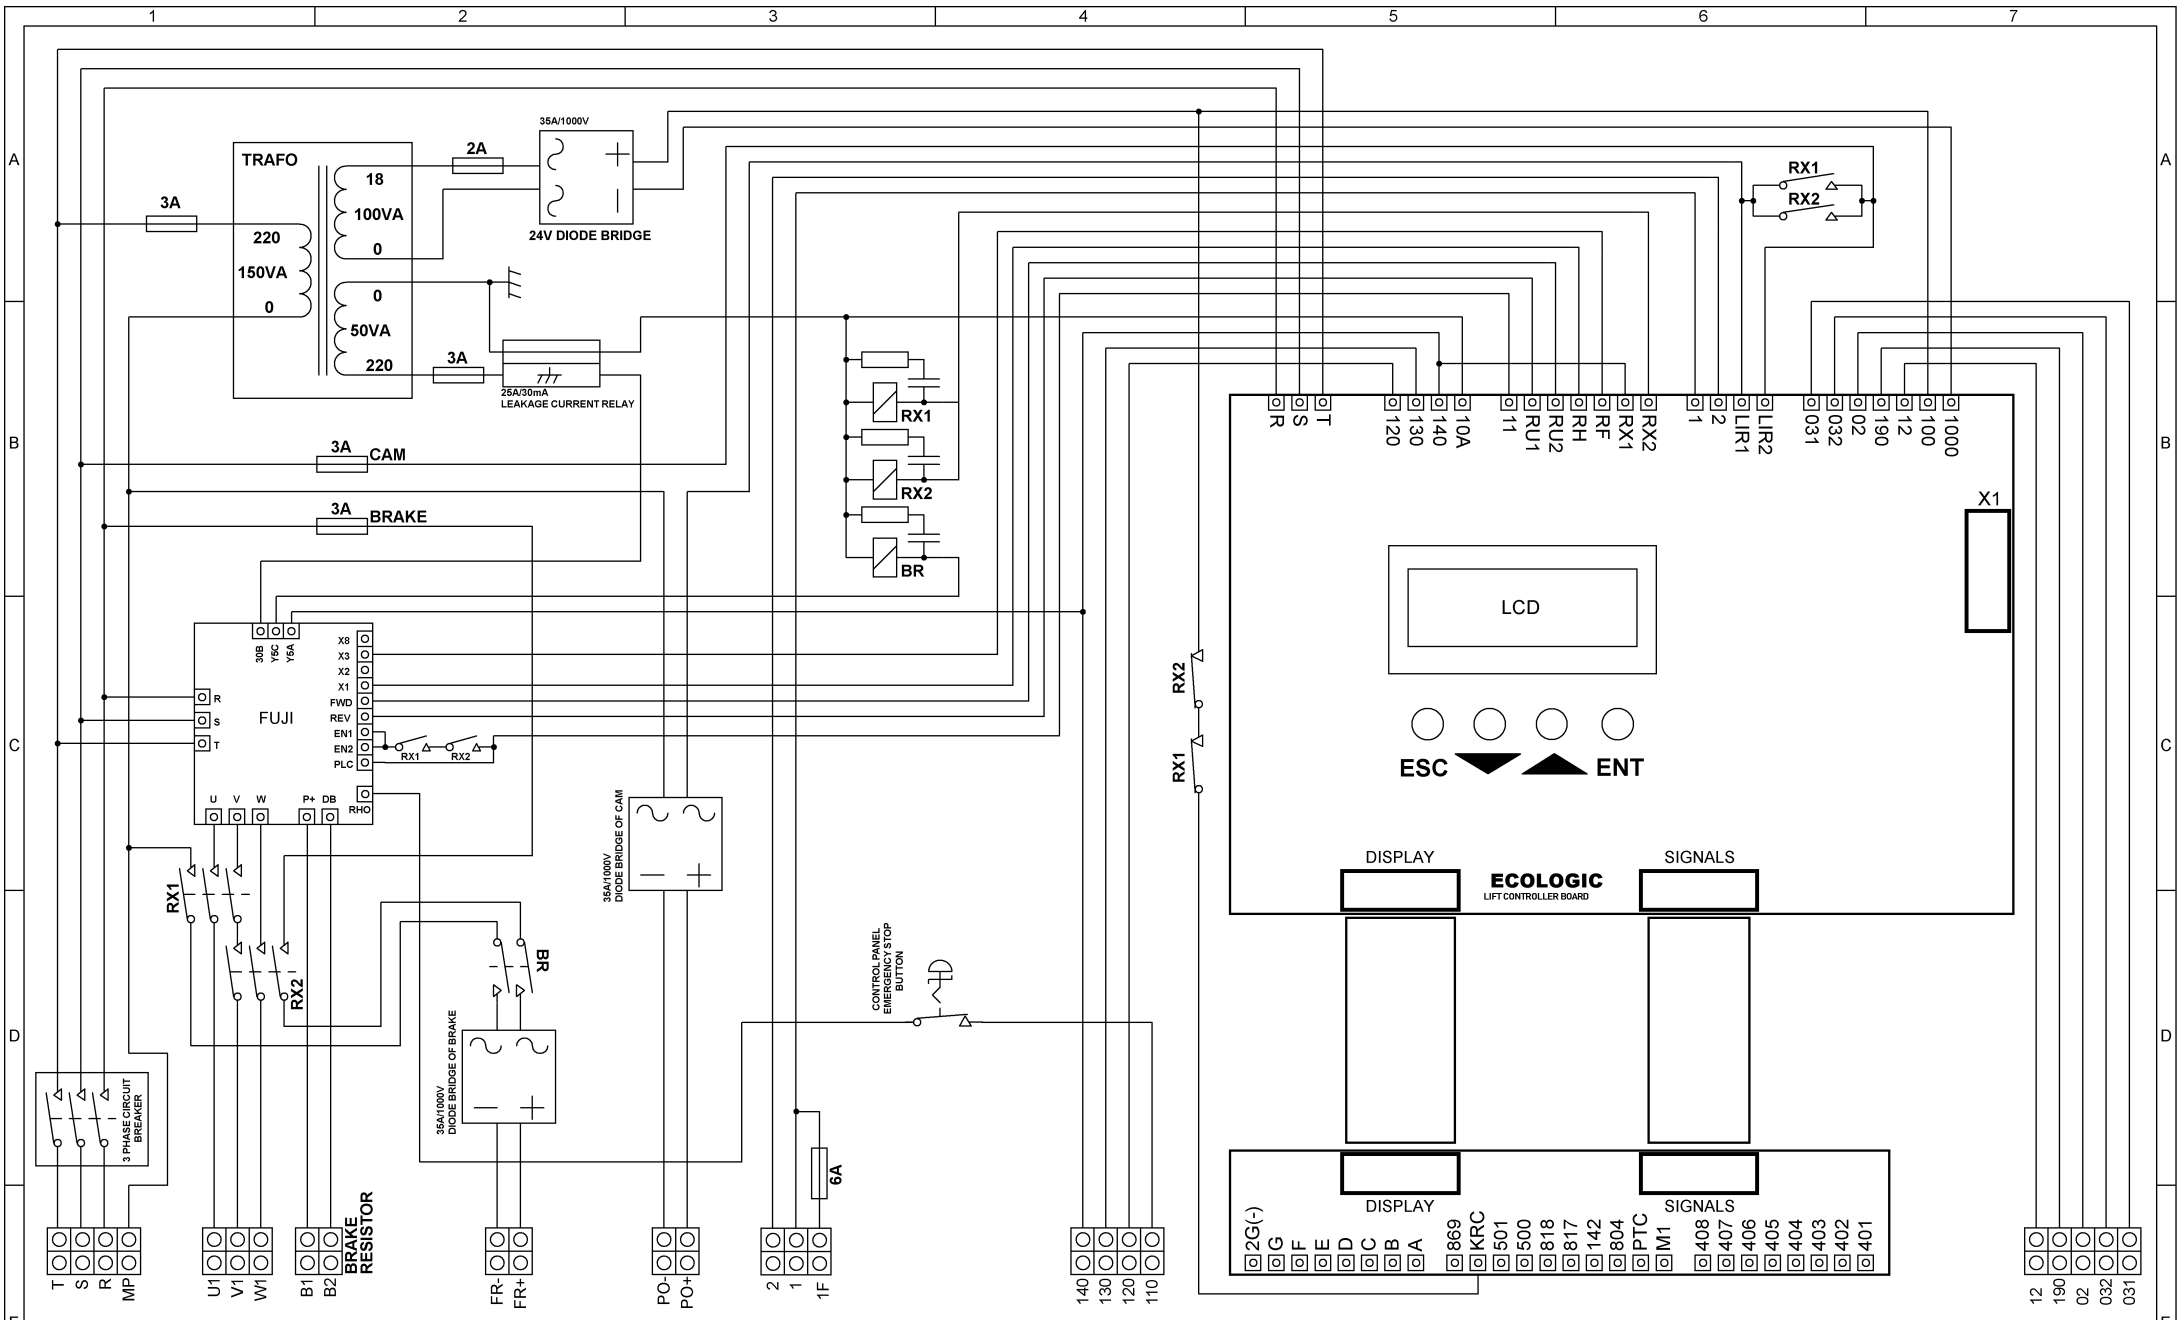 1 2 3 4 5 6 7
A
A
B
B
C
C
D
D
TRAFO
18
100VA
0
220
150VA
0
0
50VA
220
3A
2A
35A/1000V
24V DIODE BRIDGE
3A
25A/30mA
LEAKAGE CURRENT RELAY
3A
CAM
3A
BRAKE
RX1
RX2
BR
RX1
RX2
R S T
120 130 140 10A
11 RU1 RU2 RH RF RX1 RX2
1 2 LIR1 LIR2
031 032 02 190 12 100 1000
X1
LCD
ESC
ENT
DISPLAY
SIGNALS
ECOLOGIC
LIFT CONTROLLER BOARD
30B
Y5C
Y5A
X8
X3
X2
X1
FWD
REV
EN1
EN2
PLC
RHO
R
S
T
FUJI
U V W P+ DB
RX1
RX2
RX2
RX1
RX1
RX2
BR
35A/1000V
DIODE BRIDGE OF CAM
35A/1000V
DIODE BRIDGE OF BRAKE
CONTROL PANEL
EMERGENCY STOP
BUTTON
3 PHASE CIRCUIT
BREAKER
6A
DISPLAY
SIGNALS
2G(-) G F E D C B A
869 KRC 501 500 818 817 142 804 PTC M1
408 407 406 405 404 403 402 401
T S R MP
U1 V1 W1
B1 B2
BRAKE
RESISTOR
FR- FR+
PO- PO+
2 1 1F
140 130 120 110
12 190 02 032 031